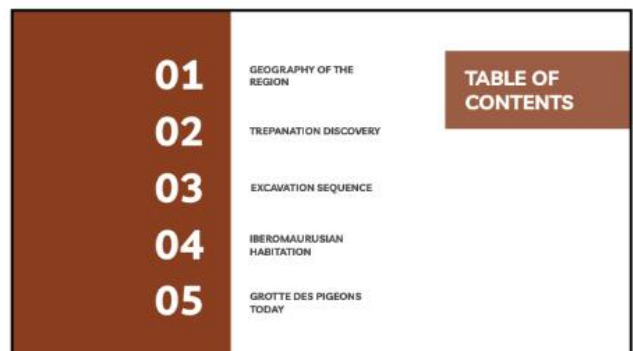 01
GEOGRAPHY OF THE
REGION
02
TREPANATION DISCOVERY
03
EXCAVATION SEQUENCE
04
IBEROMAURUSIAN
HABITATION
05
GROTTE DES PIGEONS
TODAY
TABLE OF
CONTENTS